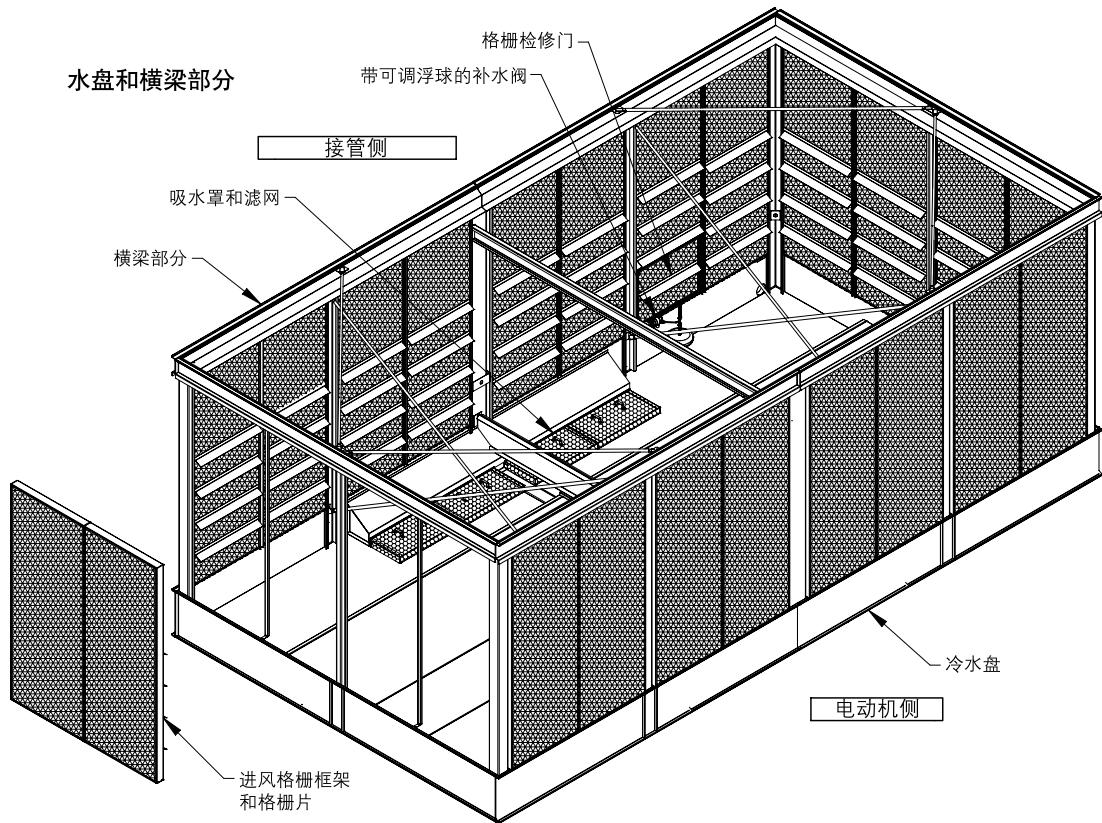 格栅检修门
水盘和横梁部分
带可调浮球的补水阀
接管侧
吸水罩和滤网
横梁部分
冷水盘
电动机侧
进风格栅框架
和格栅片